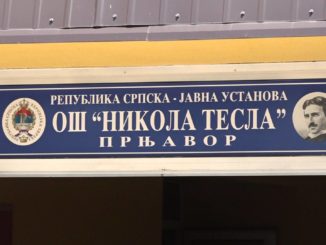 РЕПУБЛИКА СРПСКА - ЈАВНА УСТАНОВА
ОШ "НИКОЛА ТЕСЛА"
ПРЊАВОР